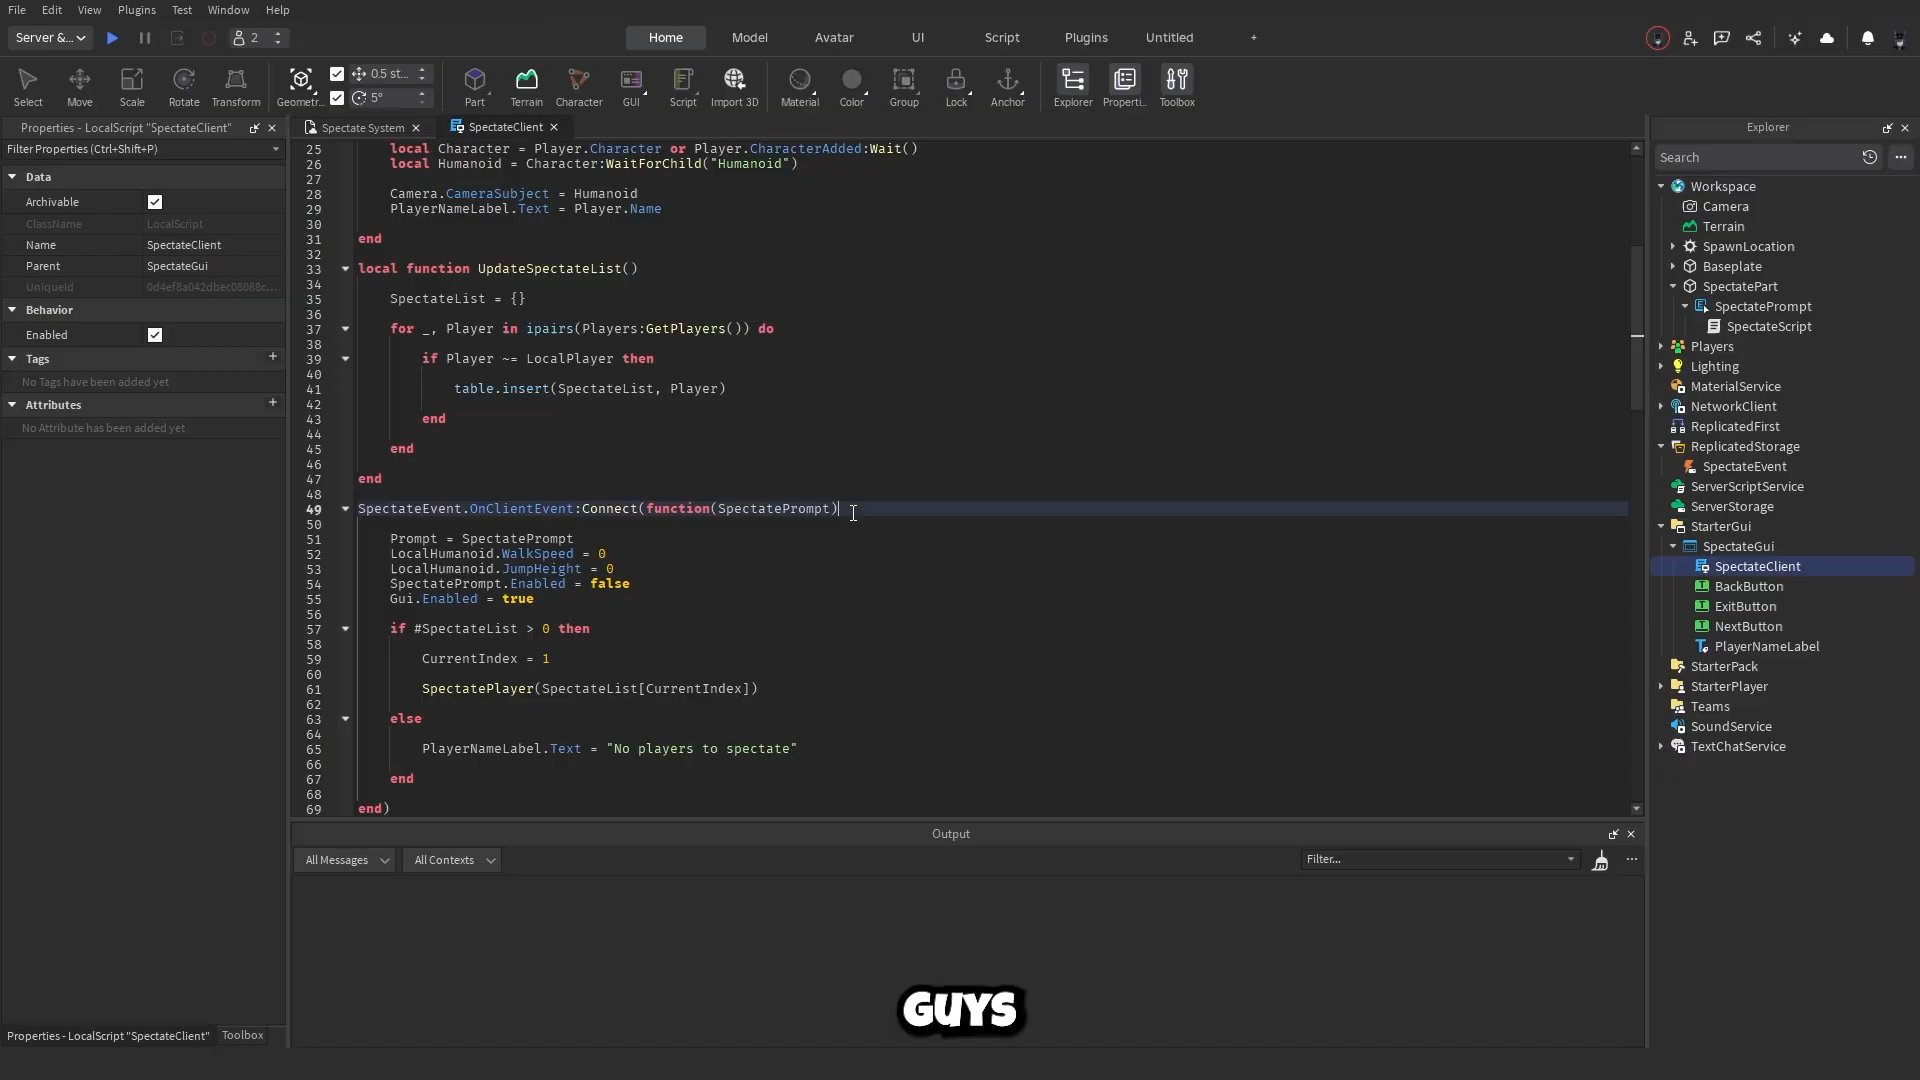 File Edit View Plugins Test Window Help
Server &... 2 Home Model Avatar UI Script Plugins Untitled +
0.5 st...
5°
Select Move Scale Rotate Transform Geometr... Part Terrain Character GUI Script Import 3D Material Color Group Lock Anchor Explorer Properti... Toolbox
Properties - LocalScript "SpectateClient"
Filter Properties (Ctrl+Shift+P)
Data
Archivable
ClassName LocalScript
Name SpectateClient
Parent SpectateGui
UniqueId 0d4ef8a042dbec08088c...
Behavior
Enabled
Tags +
No Tags have been added yet
Attributes +
No Attribute has been added yet
Properties - LocalScript "SpectateClient" Toolbox
Spectate System SpectateClient
25 local Character = Player.Character or Player.CharacterAdded:Wait()
26 local Humanoid = Character:WaitForChild("Humanoid")
27
28 Camera.CameraSubject = Humanoid
29 PlayerNameLabel.Text = Player.Name
30
31 end
32
33 local function UpdateSpectateList()
34
35 SpectateList = {}
36
37 for _, Player in ipairs(Players:GetPlayers()) do
38
39 if Player ~= LocalPlayer then
40
41 table.insert(SpectateList, Player)
42
43 end
44
45 end
46
47 end
48
49 SpectateEvent.OnClientEvent:Connect(function(SpectatePrompt)
50
51 Prompt = SpectatePrompt
52 LocalHumanoid.WalkSpeed = 0
53 LocalHumanoid.JumpHeight = 0
54 SpectatePrompt.Enabled = false
55 Gui.Enabled = true
56
57 if #SpectateList > 0 then
58
59 CurrentIndex = 1
60
61 SpectatePlayer(SpectateList[CurrentIndex])
62
63 else
64
65 PlayerNameLabel.Text = "No players to spectate"
66
67 end
68
69 end)
Output
All Messages All Contexts Filter... ...
GUYS
Explorer
Search ...
Workspace
Camera
Terrain
SpawnLocation
Baseplate
SpectatePart
SpectatePrompt
SpectateScript
Players
Lighting
MaterialService
NetworkClient
ReplicatedFirst
ReplicatedStorage
SpectateEvent
ServerScriptService
ServerStorage
StarterGui
SpectateGui
SpectateClient
BackButton
ExitButton
NextButton
PlayerNameLabel
StarterPack
StarterPlayer
Teams
SoundService
TextChatService